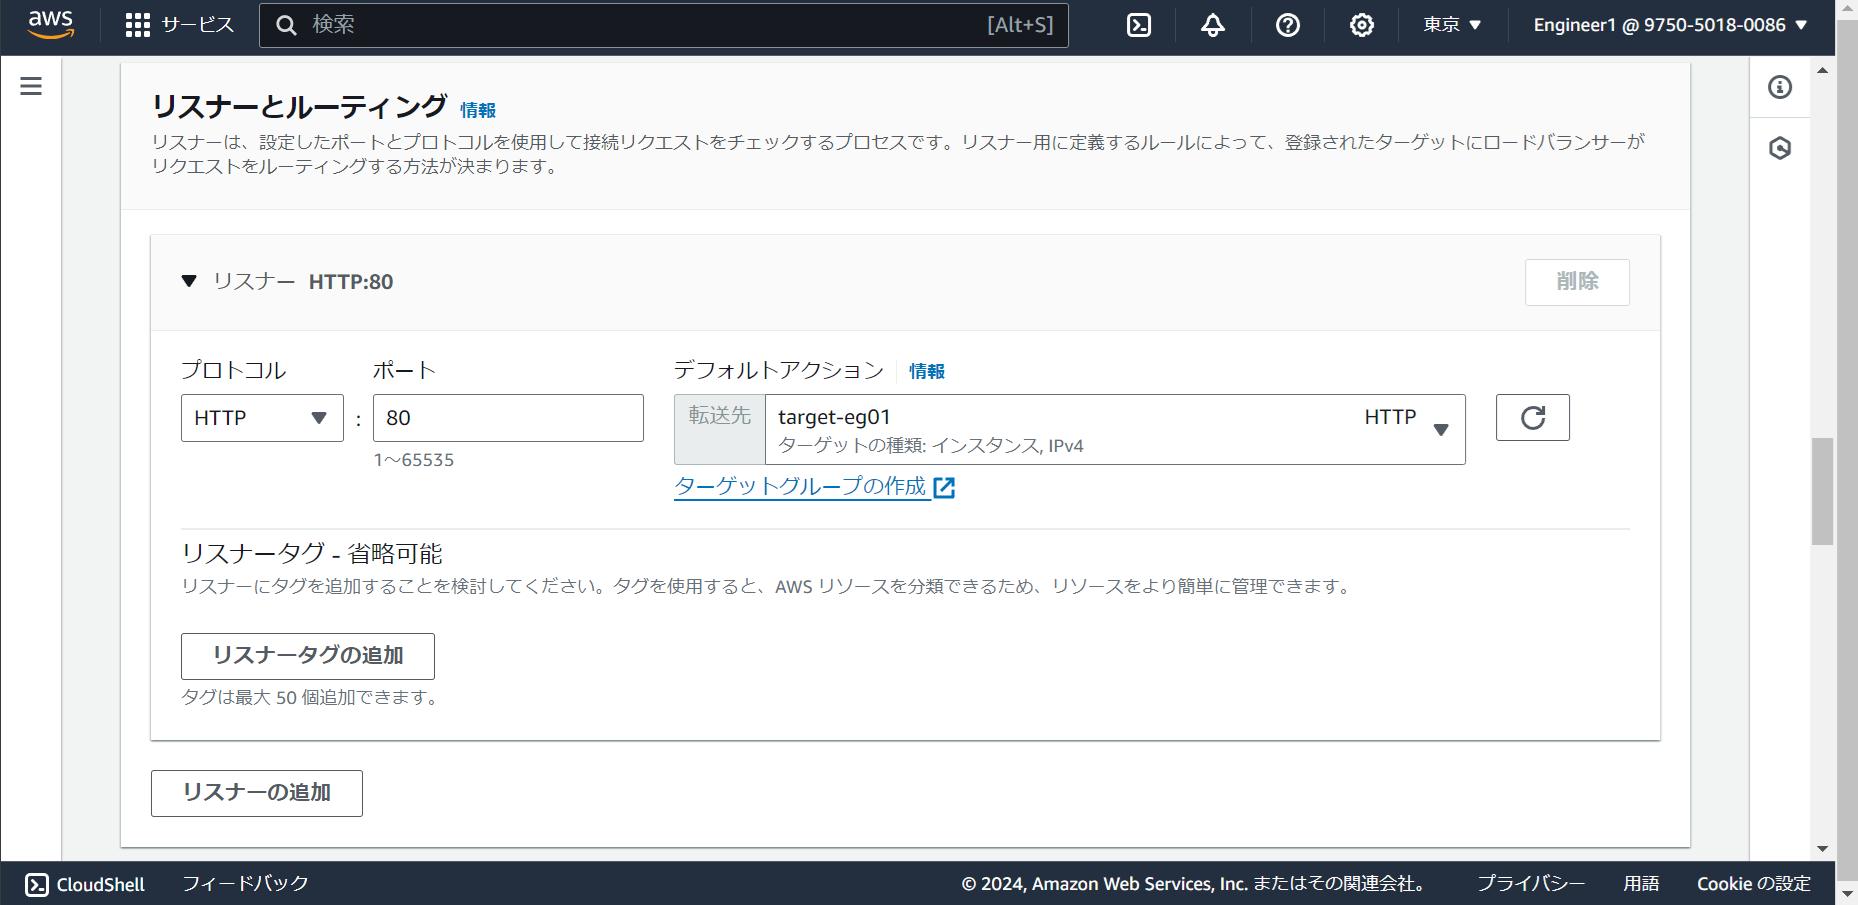 aws
サービス
検索
[Alt+S]
東京
Engineer1 @ 9750-5018-0086
リスナーとルーティング 情報
リスナーは、設定したポートとプロトコルを使用して接続リクエストをチェックするプロセスです。リスナー用に定義するルールによって、登録されたターゲットにロードバランサーが
リクエストをルーティングする方法が決まります。
リスナー HTTP:80
削除
プロトコル
ポート
デフォルトアクション 情報
HTTP
:
80
1～65535
転送先
target-eg01
HTTP
ターゲットの種類: インスタンス, IPv4
ターゲットグループの作成
リスナータグ - 省略可能
リスナーにタグを追加することを検討してください。タグを使用すると、AWS リソースを分類できるため、リソースをより簡単に管理できます。
リスナータグの追加
タグは最大 50 個追加できます。
リスナーの追加
CloudShell
フィードバック
© 2024, Amazon Web Services, Inc. またはその関連会社。
プライバシー
用語
Cookie の設定